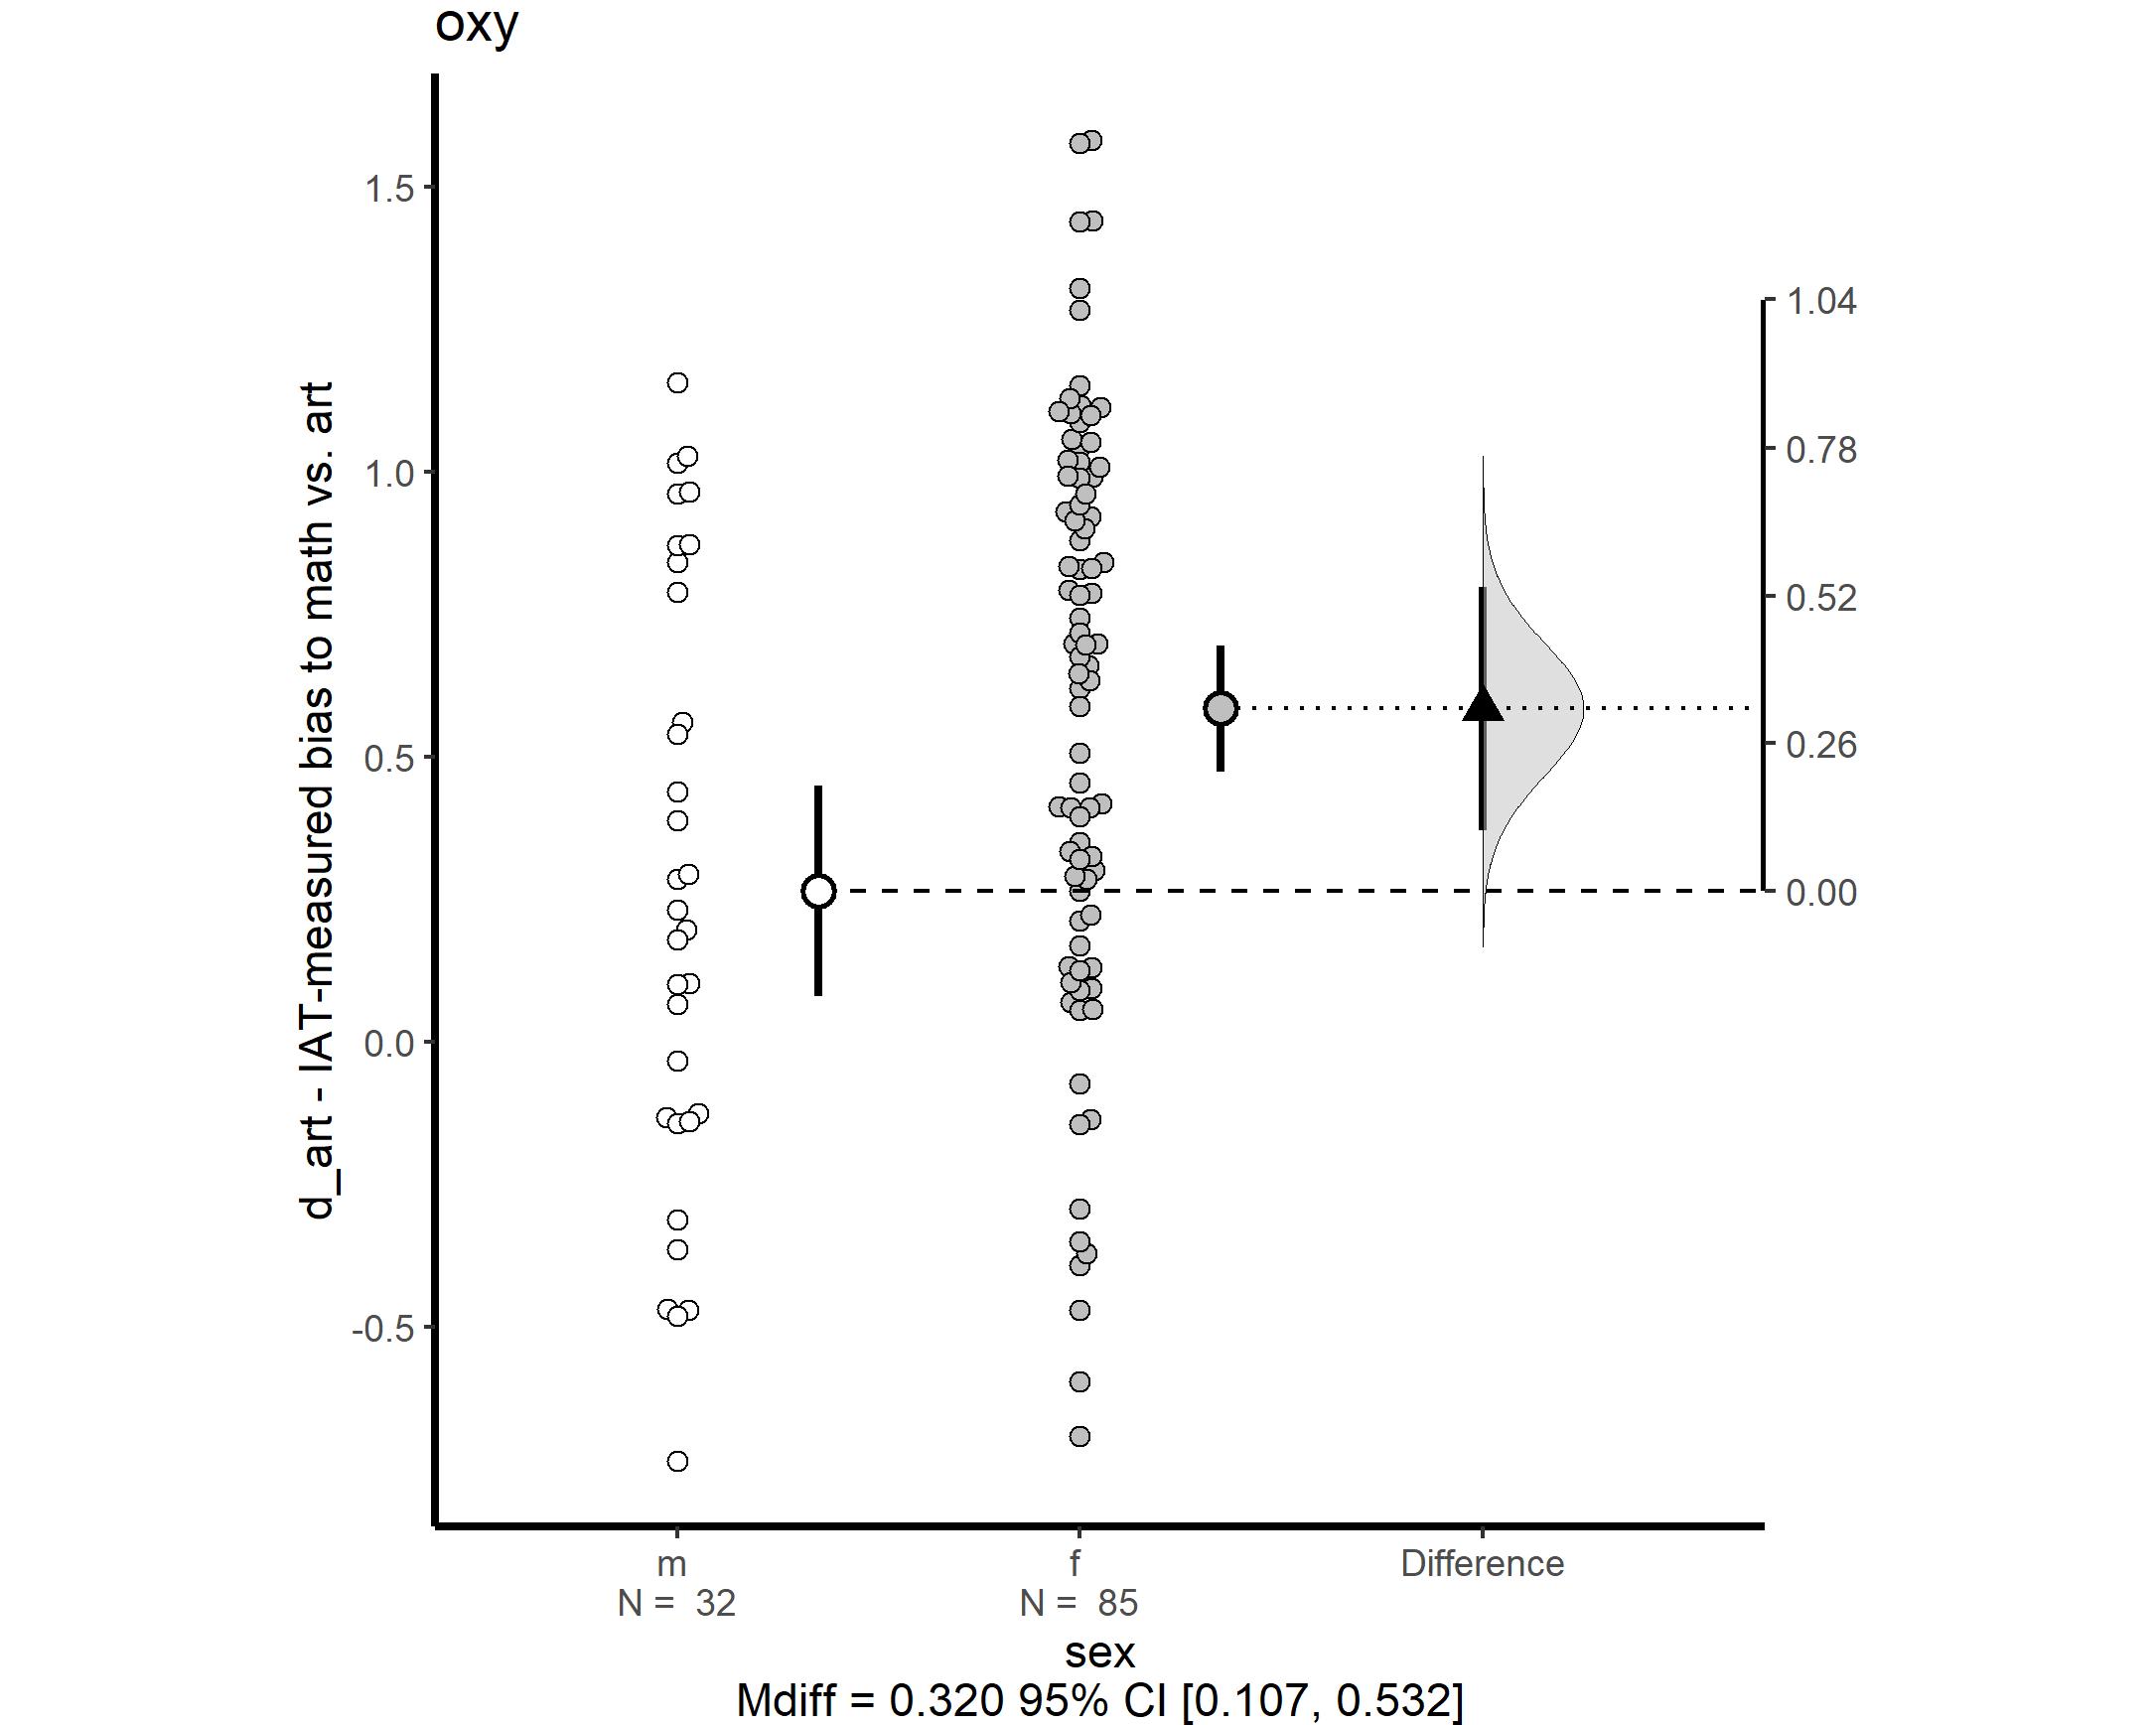 oxy
d_art - IAT-measured bias to math vs. art
1.5
1.0
0.5
0.0
-0.5
1.04
0.78
0.52
0.26
0.00
m
N = 32
f
N = 85
Difference
sex
Mdiff = 0.320 95% CI [0.107, 0.532]